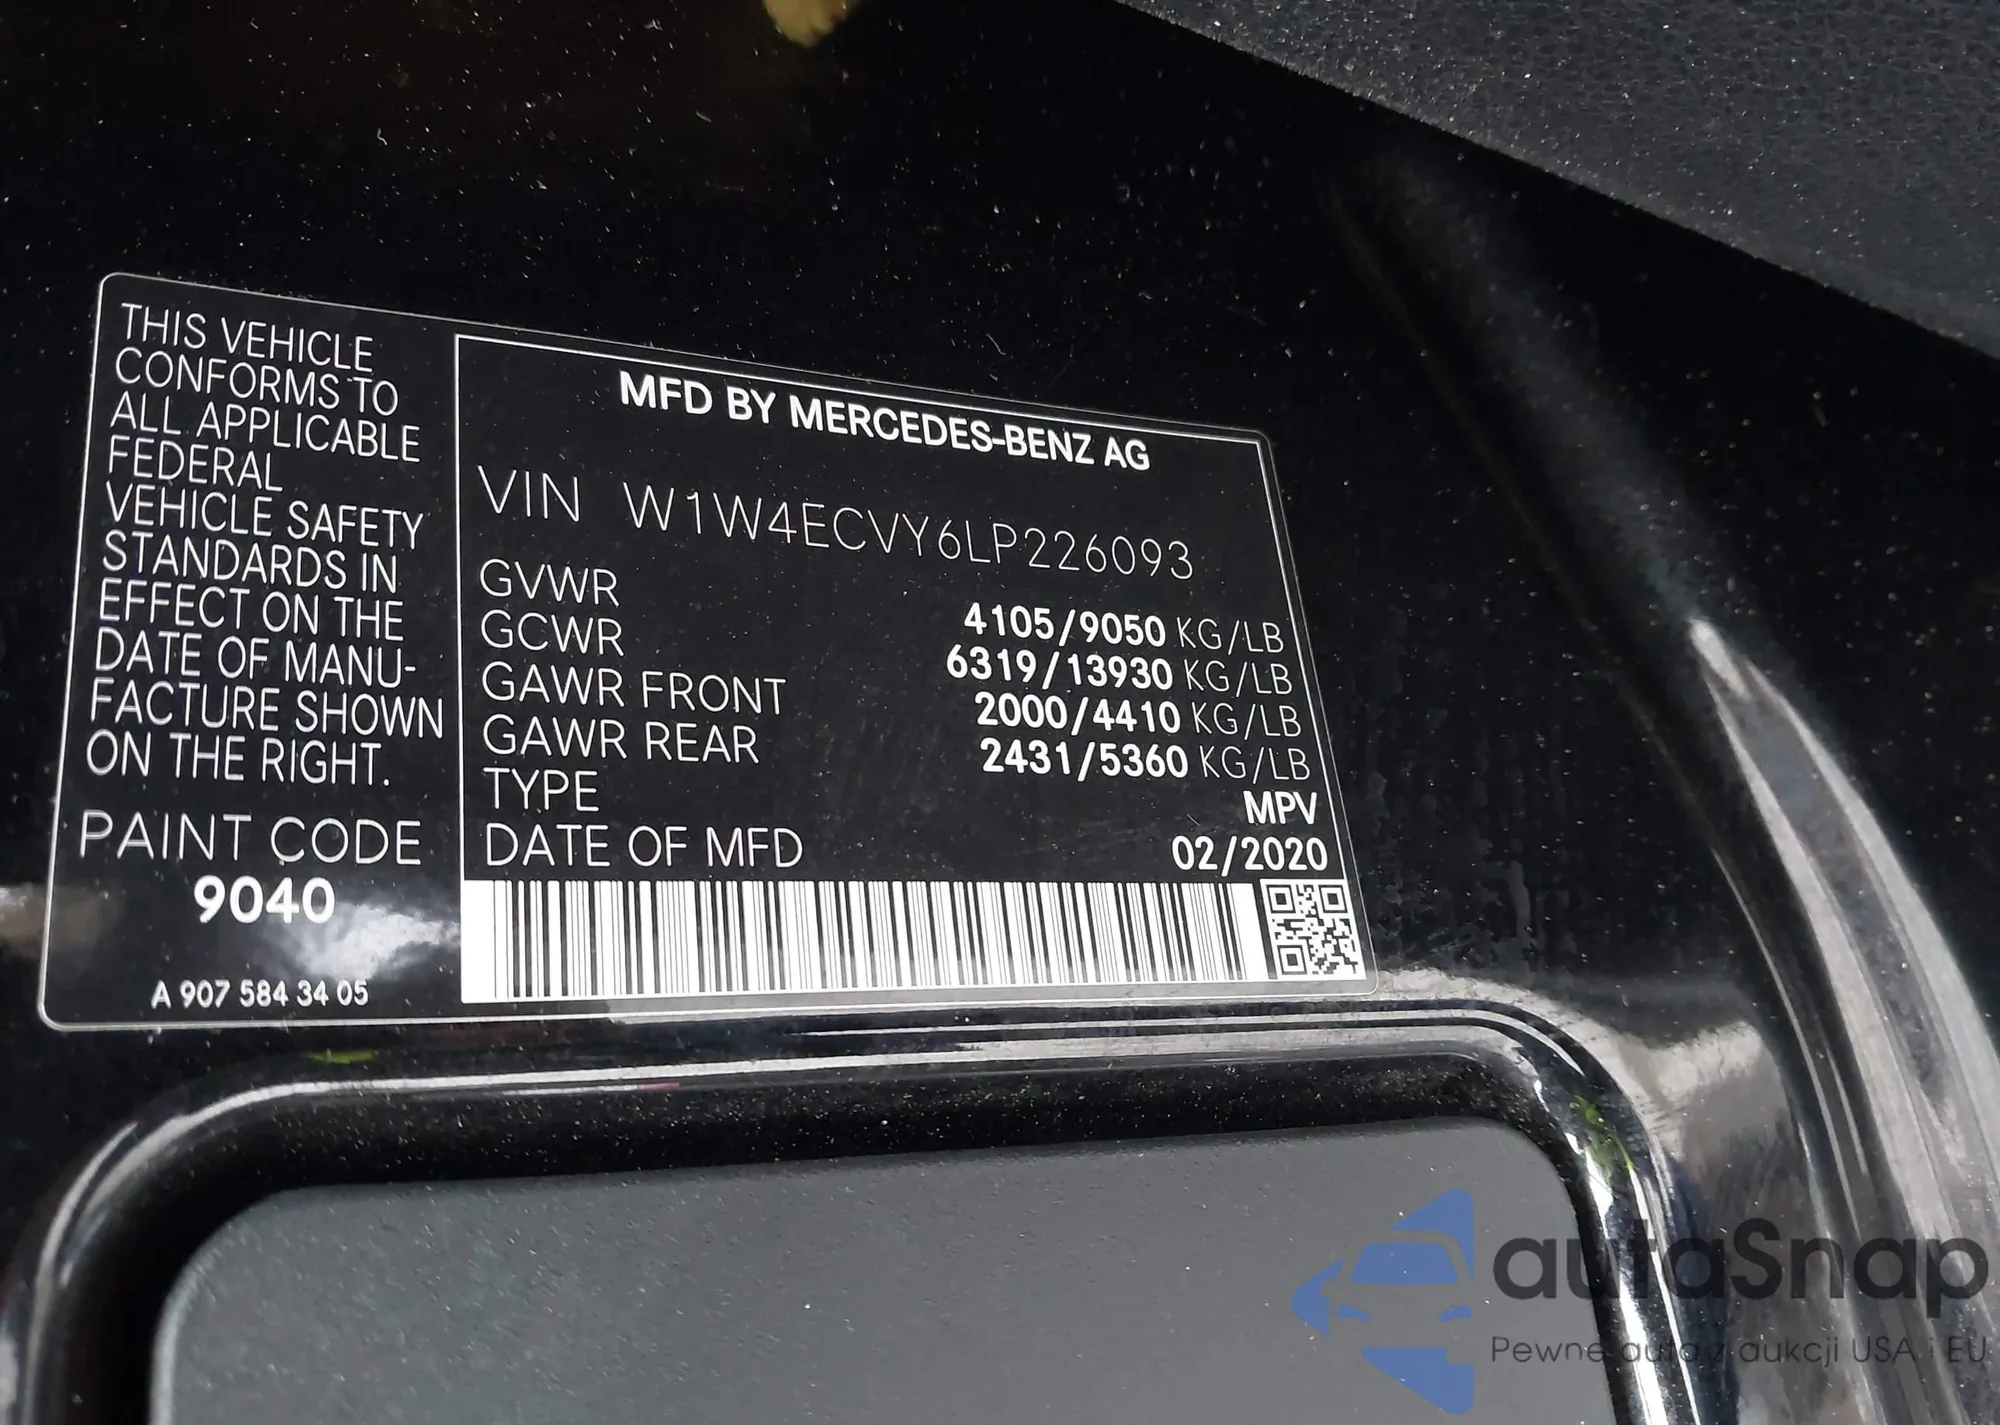 THIS VEHICLE
CONFORMS TO
ALL APPLICABLE
FEDERAL
VEHICLE SAFETY
STANDARDS IN
EFFECT ON THE
DATE OF MANU-
FACTURE SHOWN
ON THE RIGHT.
PAINT CODE
9040
A 907 584 34 05
MFD BY MERCEDES-BENZ AG
VIN W1W4ECVY6LP226093
GVWR 4105/9050 KG/LB
GCWR 6319/13930 KG/LB
GAWR FRONT 2000/4410 KG/LB
GAWR REAR 2431/5360 KG/LB
TYPE MPV
DATE OF MFD 02/2020
autaSnap
Pewne auta z aukcji USA i EU